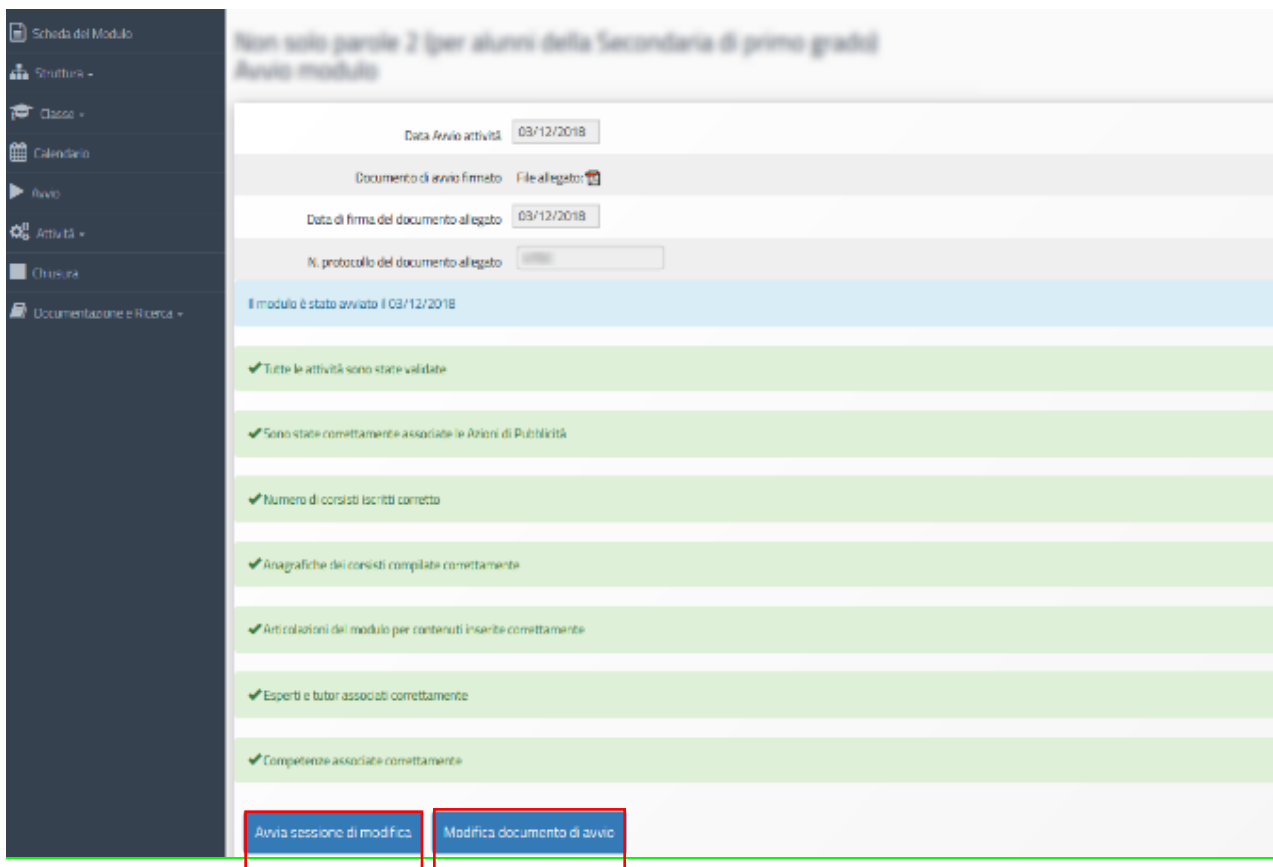 Scheda del Modulo
Struttura
Classe
Calendario
Avvio
Attività
Chiusura
Documentazione e Ricerca
Non solo parole 2 (per alunni della Secondaria di primo grado)
Avvio modulo
Data Avvio attività 03/12/2018
Documento di avvio firmato File allegato:
Data di firma del documento allegato 03/12/2018
N. protocollo del documento allegato
Il modulo è stato avviato il 03/12/2018
Tutte le attività sono state validate
Sono state correttamente associate le Azioni di Pubblicità
Numero di corsisti iscritti corretto
Anagrafiche dei corsisti compilate correttamente
Articolazioni del modulo per contenuti inserite correttamente
Esperti e tutor associati correttamente
Competenze associate correttamente
Avvia sessione di modifica Modifica documento di avvio